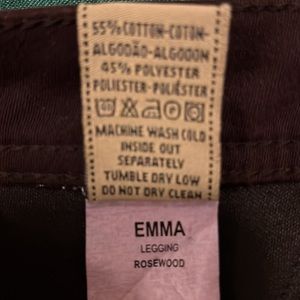 55% COTTON-COTON-
ALGODÃO-ALGODON
45% POLYESTER
POLIESTER-POLIÉSTER
MACHINE WASH COLD
INSIDE OUT
SEPARATELY
TUMBLE DRY LOW
DO NOT DRY CLEAN
EMMA
LEGGING
ROSEWOOD